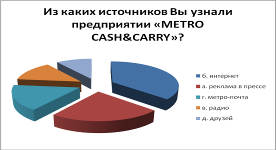 Из каких источников Вы узнали
предприятии «METRO
CASH&CARRY»?
б. интернет
а. реклама в прессе
г. метро-почта
в. радио
д. друзей